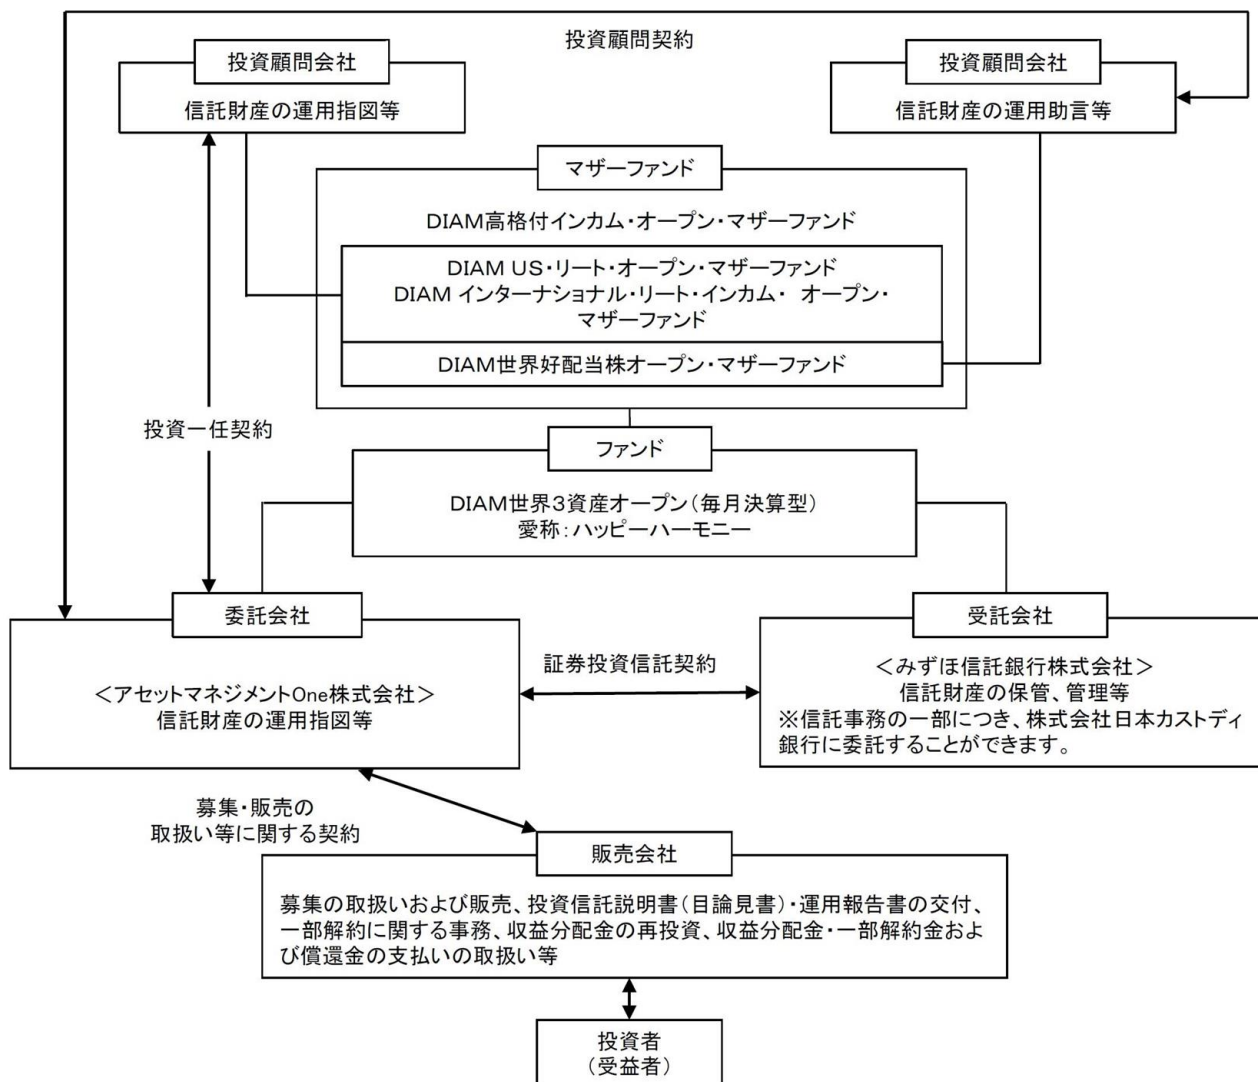 投資顧問契約
投資顧問会社
信託財産の運用指図等
投資顧問会社
信託財産の運用助言等
マザーファンド
DIAM高格付インカム・オープン・マザーファンド
DIAM US・リート・オープン・マザーファンド
DIAM インターナショナル・リート・インカム・ オープン・
マザーファンド
DIAM世界好配当株オープン・マザーファンド
投資一任契約
ファンド
DIAM世界3資産オープン(毎月決算型)
愛称:ハッピーハーモニー
委託会社
<アセットマネジメントOne株式会社>
信託財産の運用指図等
証券投資信託契約
受託会社
<みずほ信託銀行株式会社>
信託財産の保管、管理等
※信託事務の一部につき、株式会社日本カストディ
銀行に委託することができます。
募集・販売の
取扱い等に関する契約
販売会社
募集の取扱いおよび販売、投資信託説明書(目論見書)・運用報告書の交付、
一部解約に関する事務、収益分配金の再投資、収益分配金・一部解約金およ
び償還金の支払いの取扱い等
投資者
(受益者)